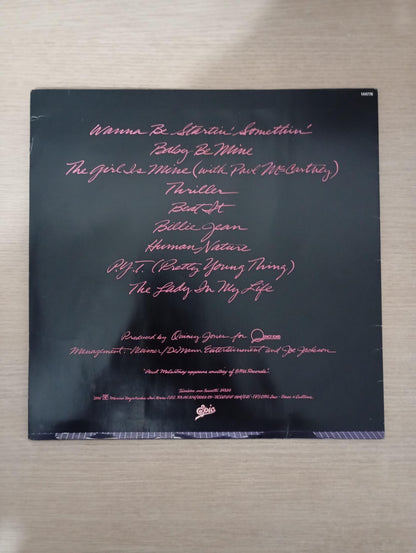 144076
Wanna Be Startin' Somethin'
Baby Be Mine
The Girl Is Mine (with Paul McCartney)
Thriller
Beat It
Billie Jean
Human Nature
P.Y.T. (Pretty Young Thing)
The Lady In My Life
Produced by Quincy Jones for
Management: Weisner/DeMann Entertainment and Joe Jackson
Paul McCartney appears courtesy of
Epic